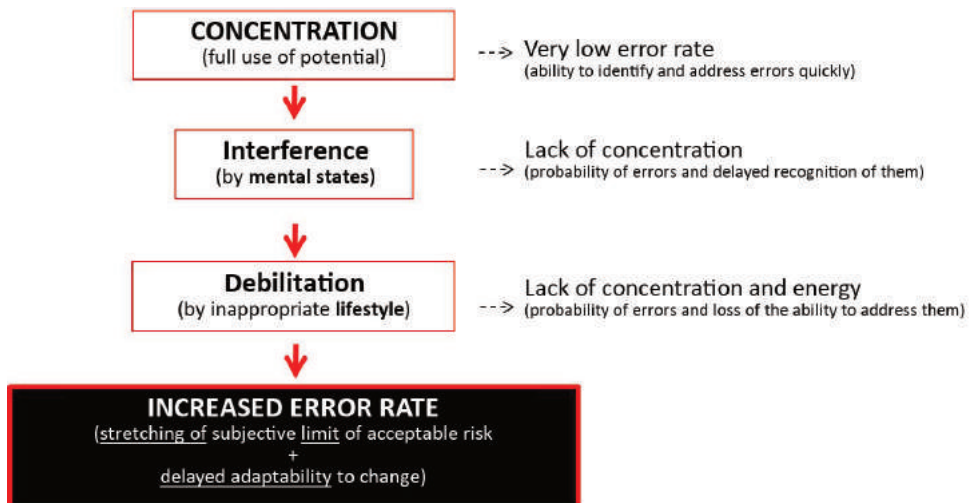 CONCENTRATION
(full use of potential)
Very low error rate
(ability to identify and address errors quickly)
Interference
(by mental states)
Lack of concentration
(probability of errors and delayed recognition of them)
Debilitation
(by inappropriate lifestyle)
Lack of concentration and energy
(probability of errors and loss of the ability to address them)
INCREASED ERROR RATE
(stretching of subjective limit of acceptable risk
+
delayed adaptability to change)